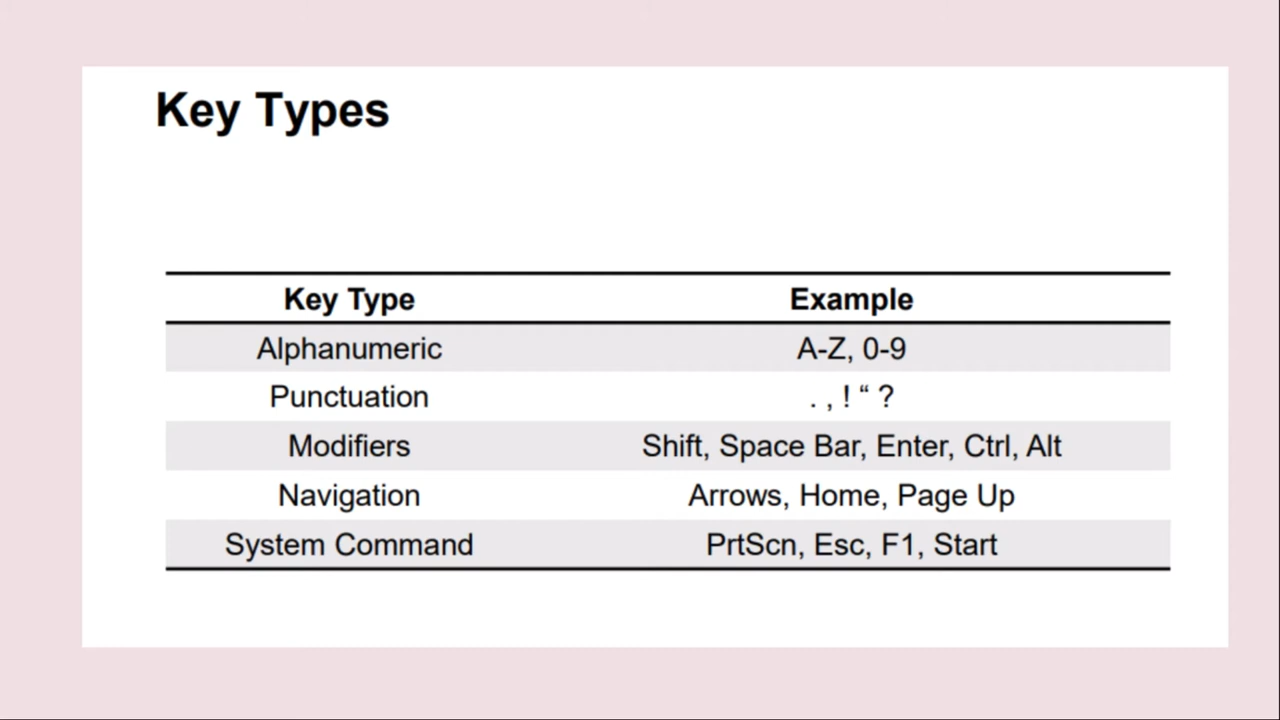 Key Types
Key Type Example
Alphanumeric A-Z, 0-9
Punctuation . , ! “ ?
Modifiers Shift, Space Bar, Enter, Ctrl, Alt
Navigation Arrows, Home, Page Up
System Command PrtScn, Esc, F1, Start